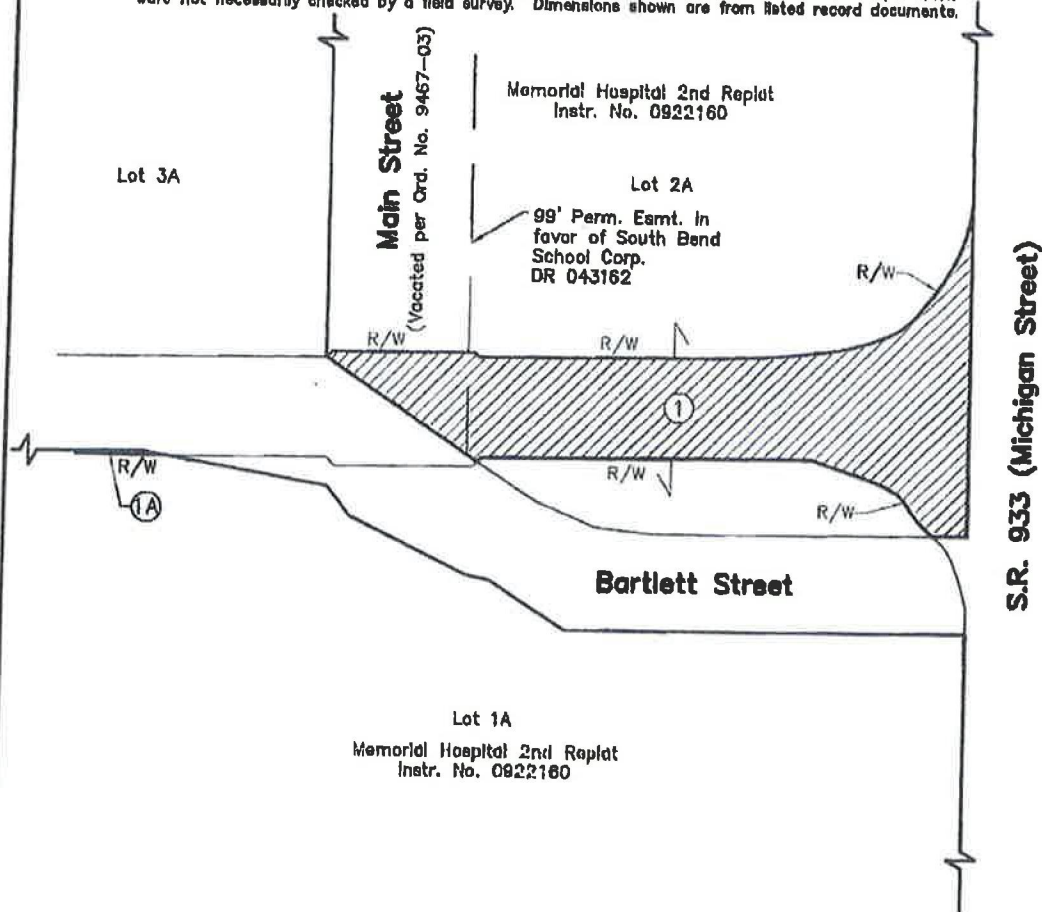 were not necessarily checked by a field survey. Dimensions shown are from listed record documents.
Memorial Hospital 2nd Replat
Instr. No. 0922160
Main Street
(Vacated per Ord. No. 9467-03)
Lot 3A
Lot 2A
99' Perm. Esmt. in
favor of South Bend
School Corp.
DR 043162
R/W
R/W
R/W
1
S.R. 933 (Michigan Street)
R/W
1A
R/W
R/W
Bartlett Street
Lot 1A
Memorial Hospital 2nd Replat
Instr. No. 0922160